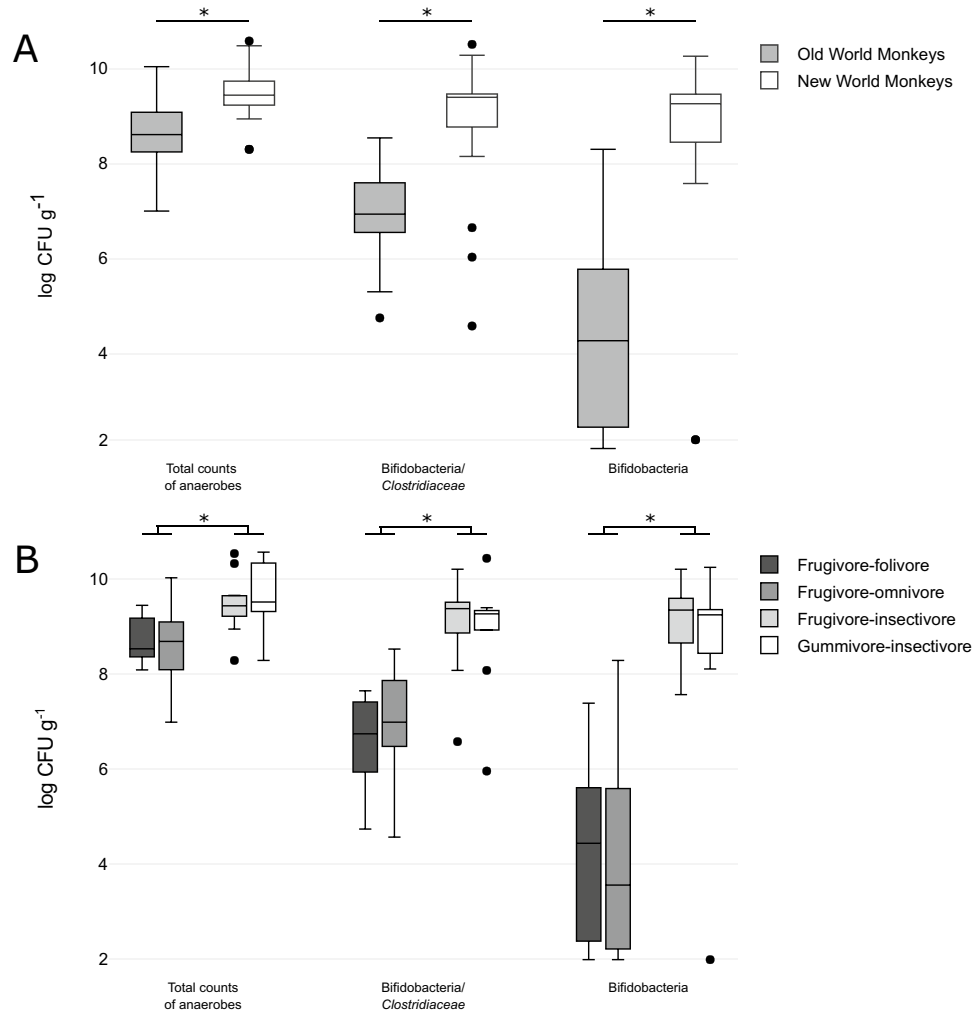 A
* * *
Old World Monkeys
New World Monkeys
log CFU g⁻¹
10
8
6
4
2
Total counts
of anaerobes
Bifidobacteria/
Clostridiaceae
Bifidobacteria
B
* * *
Frugivore-folivore
Frugivore-omnivore
Frugivore-insectivore
Gummivore-insectivore
log CFU g⁻¹
10
8
6
4
2
Total counts
of anaerobes
Bifidobacteria/
Clostridiaceae
Bifidobacteria